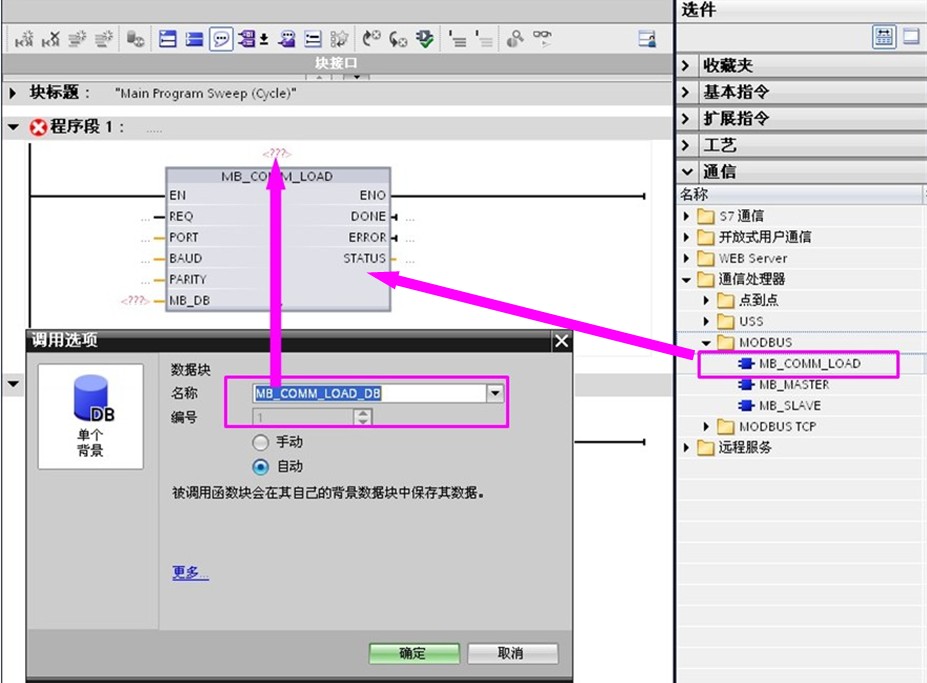 选件
块接口
块标题： "Main Program Sweep (Cycle)"
程序段 1： .....
<???>
MB_COMM_LOAD
EN ENO
... REQ DONE ...
... PORT ERROR ...
... BAUD STATUS ...
... PARITY
<???> MB_DB
调用选项
DB
单个
背景
数据块
名称 MB_COMM_LOAD_DB
编号 1
手动
自动
被调用函数块会在其自己的背景数据块中保存其数据。
更多...
确定 取消
收藏夹
基本指令
扩展指令
工艺
通信
名称
S7 通信
开放式用户通信
WEB Server
通信处理器
点到点
USS
MODBUS
MB_COMM_LOAD
MB_MASTER
MB_SLAVE
MODBUS TCP
远程服务